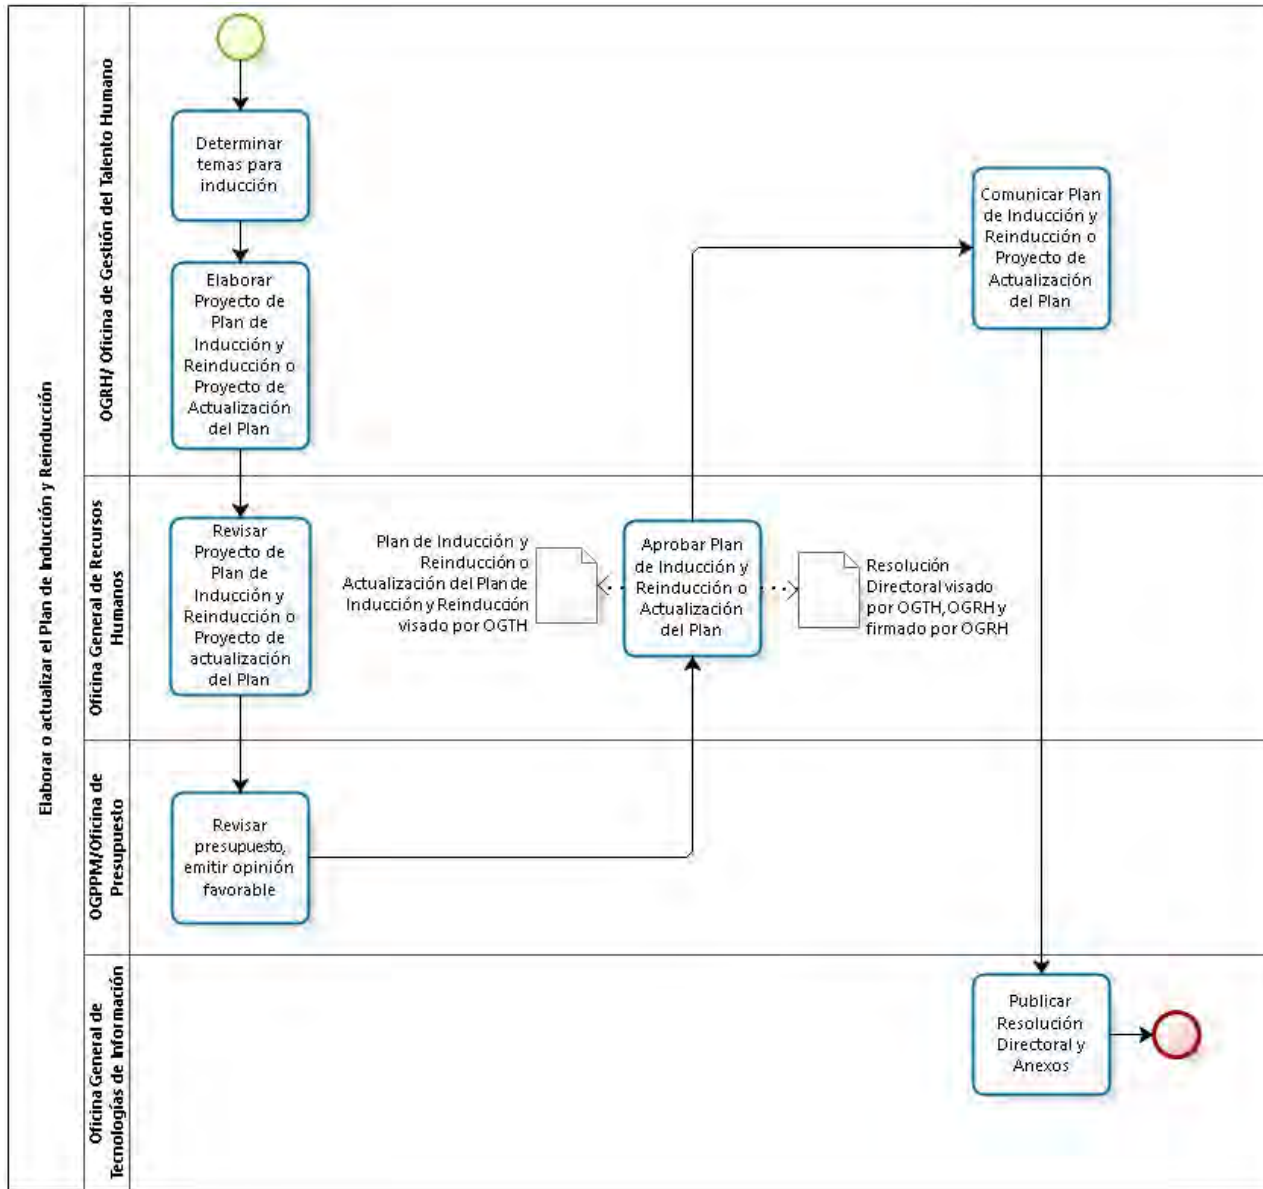 Elaborar o actualizar el Plan de Inducción y Reinducción
OGRH/ Oficina de Gestión del Talento Humano
Determinar
temas para
inducción
Elaborar
Proyecto de
Plan de
Inducción y
Reinducción o
Proyecto de
Actualización
del Plan
Comunicar Plan
de Inducción y
Reinducción o
Proyecto de
Actualización
del Plan
Oficina General de Recursos
Humanos
Revisar
Proyecto de
Plan de
Inducción y
Reinducción o
Proyecto de
actualización
del Plan
Plan de Inducción y
Reinducción o
Actualización del Plan de
Inducción y Reinducción
visado por OGTH
Aprobar Plan
de Inducción y
Reinducción o
Actualización
del Plan
Resolución
Directoral visado
por OGTH, OGRH y
firmado por OGRH
OGPPM/Oficina de
Presupuesto
Revisar
presupuesto,
emitir opinión
favorable
Oficina General de
Tecnologías de Información
Publicar
Resolución
Directoral y
Anexos